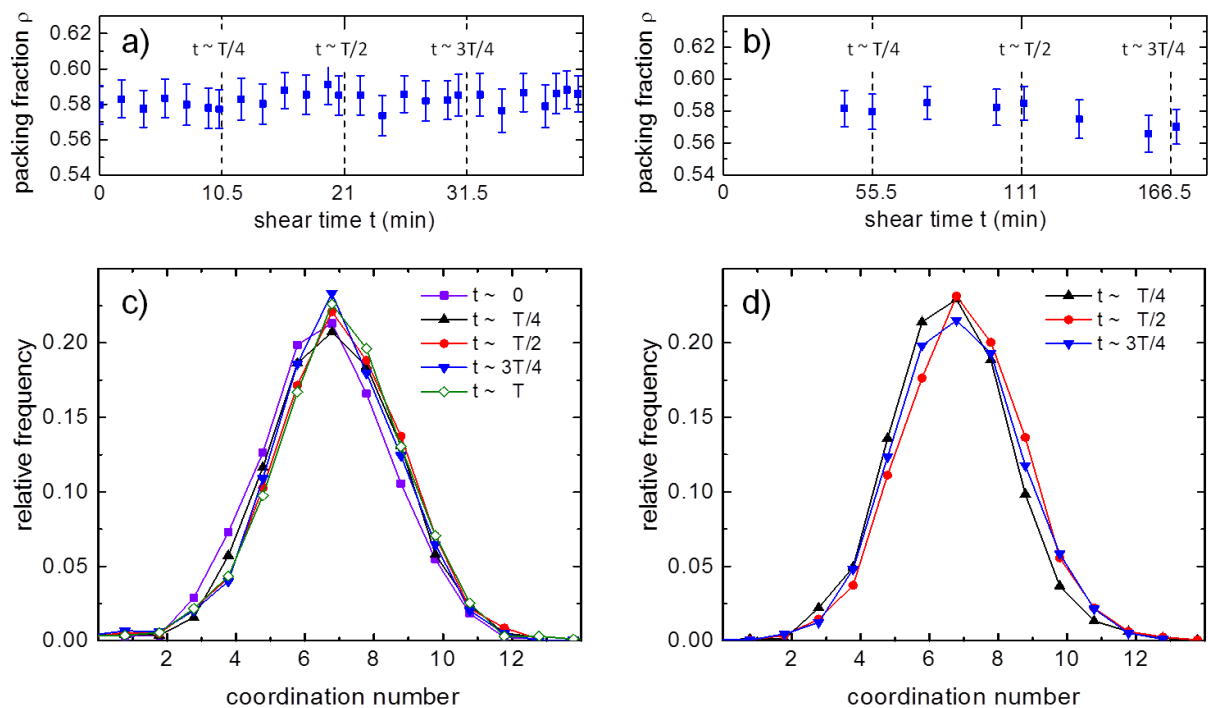 a)
packing fraction ρ
0.62
0.60
0.58
0.56
0.54
t ~ T/4
t ~ T/2
t ~ 3T/4
0
10.5
21
31.5
shear time t (min)
b)
packing fraction ρ
0.62
0.60
0.58
0.56
0.54
t ~ T/4
t ~ T/2
t ~ 3T/4
0
55.5
111
166.5
shear time t (min)
c)
relative frequency
0.20
0.15
0.10
0.05
0.00
t ~ 0
t ~ T/4
t ~ T/2
t ~ 3T/4
t ~ T
2
4
6
8
10
12
coordination number
d)
relative frequency
0.20
0.15
0.10
0.05
0.00
t ~ T/4
t ~ T/2
t ~ 3T/4
2
4
6
8
10
12
coordination number